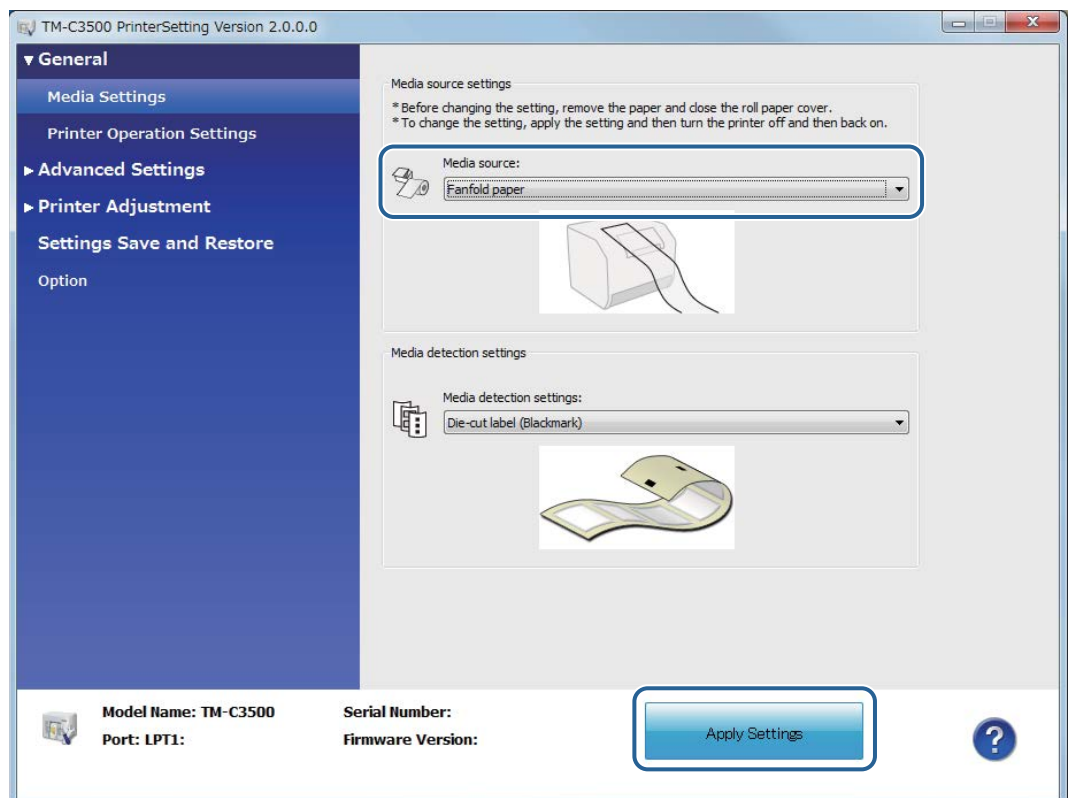 TM-C3500 PrinterSetting Version 2.0.0.0
General
Media Settings
Printer Operation Settings
Advanced Settings
Printer Adjustment
Settings Save and Restore
Option
Media source settings
* Before changing the setting, remove the paper and close the roll paper cover.
* To change the setting, apply the setting and then turn the printer off and then back on.
Media source:
Fanfold paper
Media detection settings
Media detection settings:
Die-cut label (Blackmark)
Model Name: TM-C3500
Port: LPT1:
Serial Number:
Firmware Version:
Apply Settings
?